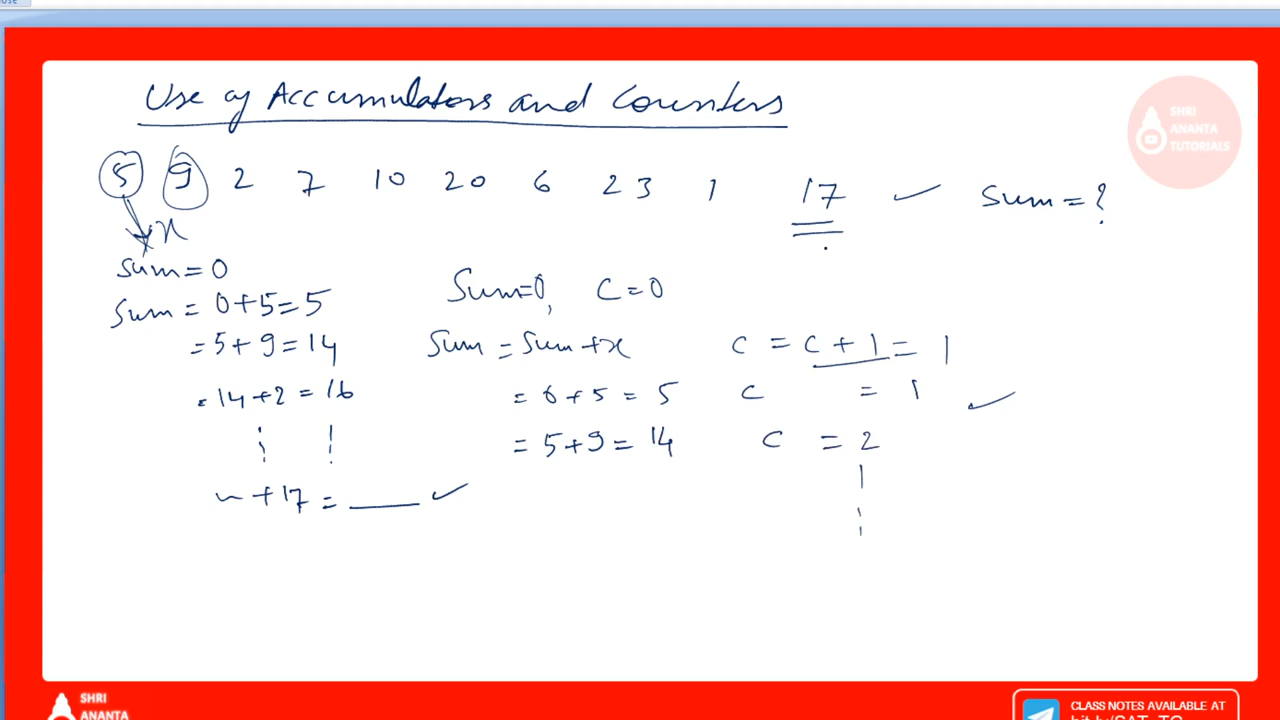 Use of Accumulators and Counters
SHRI
ANANTA
TUTORIALS
5 9 2 7 10 20 6 23 1 17 ✓ Sum = ?
x
Sum = 0
Sum=0, C=0
Sum = 0+5=5
= 5+9=14
Sum = Sum +x
C = C + 1 = 1
= 14+2 = 16
= 0+5 = 5
C = 1 ✓
= 5+9 = 14
C = 2
+17 = ____ ✓
SHRI
ANANTA
CLASS NOTES AVAILABLE AT